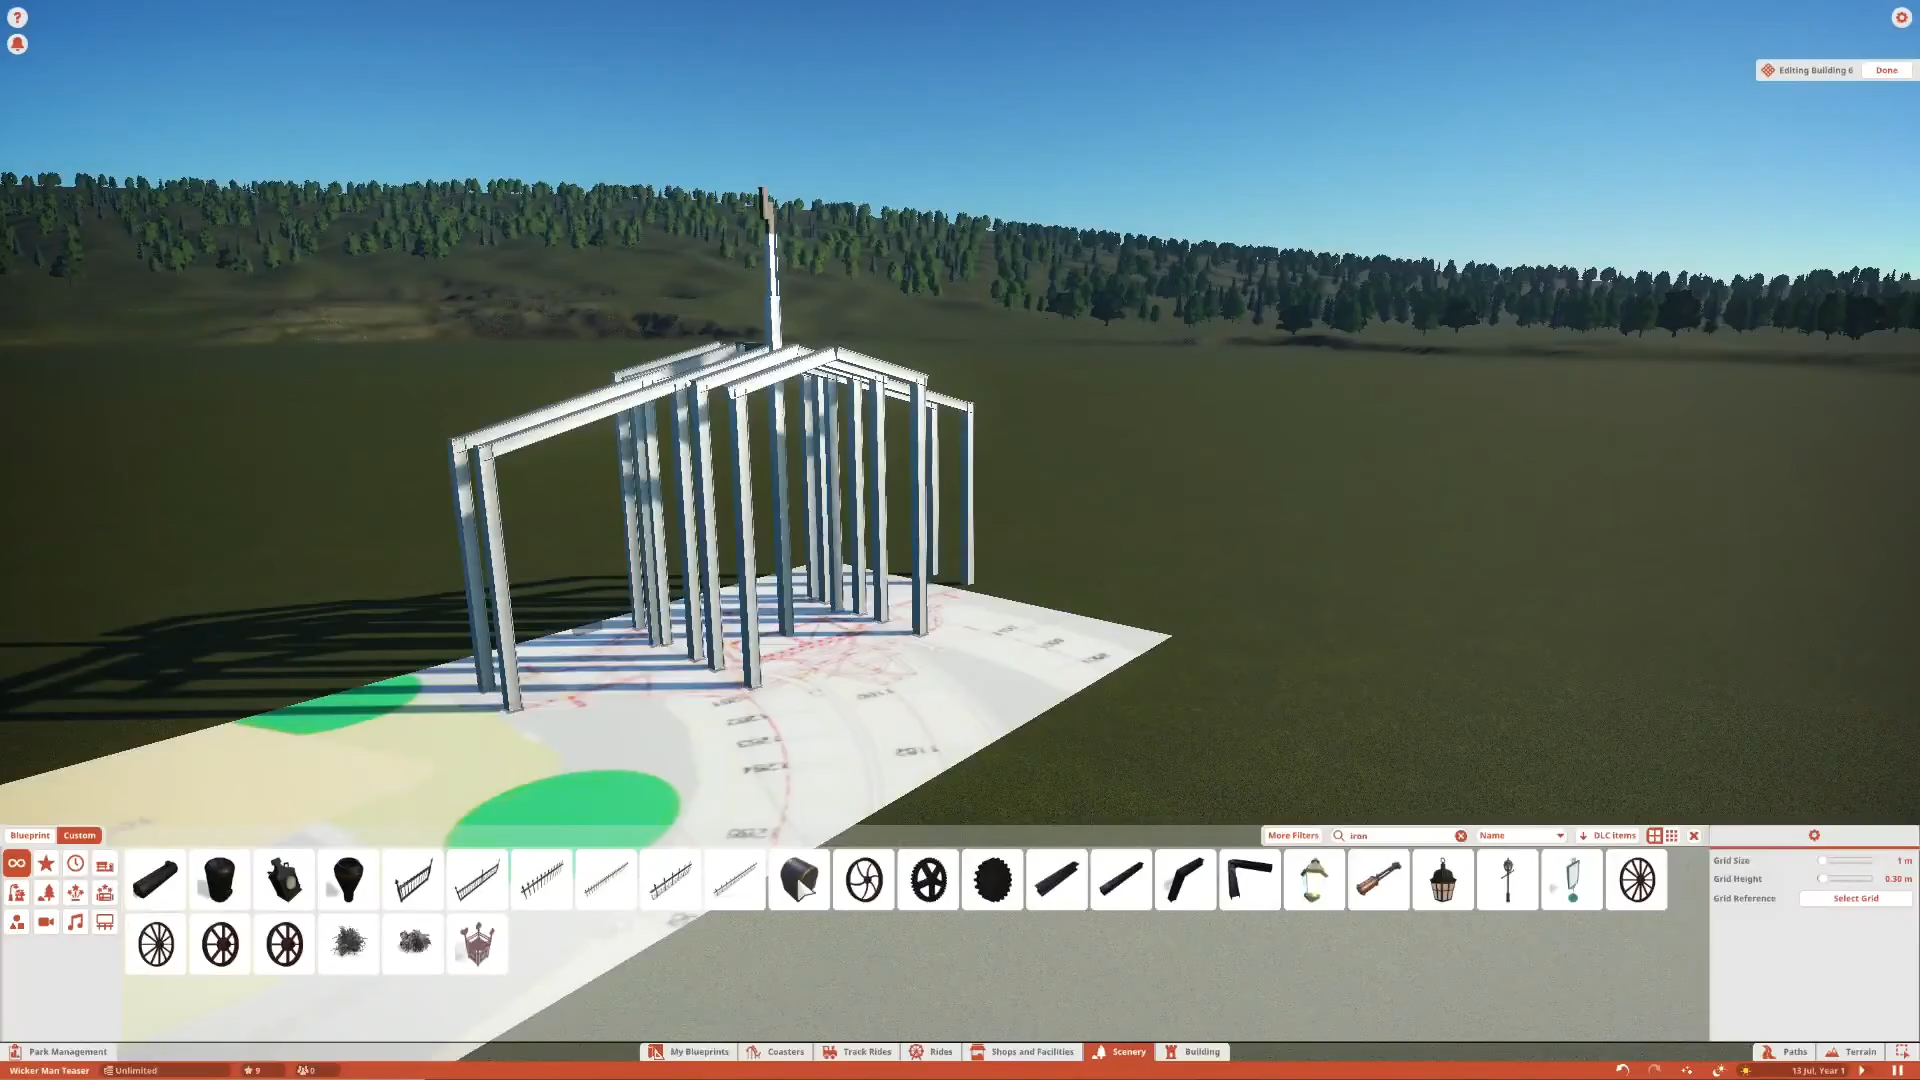 ?
Editing Building 6 Done
Blueprint Custom
More Filters iron Name DLC items
Grid Size 1 m
Grid Height 0.30 m
Grid Reference Select Grid
Park Management My Blueprints Coasters Track Rides Rides Shops and Facilities Scenery Building Paths Terrain
Wicker Man Teaser Unlimited 9 0 13 Jul, Year 1